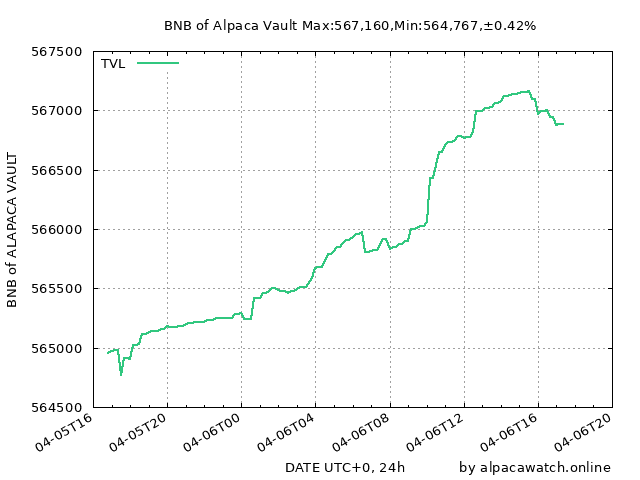 BNB of Alpaca Vault Max:567,160,Min:564,767,±0.42%
567500
TVL
567000
566500
566000
565500
565000
564500
BNB of ALAPACA VAULT
04-05T16
04-05T20
04-06T00
04-06T04
04-06T08
04-06T12
04-06T16
04-06T20
DATE UTC+0, 24h
by alpacawatch.online